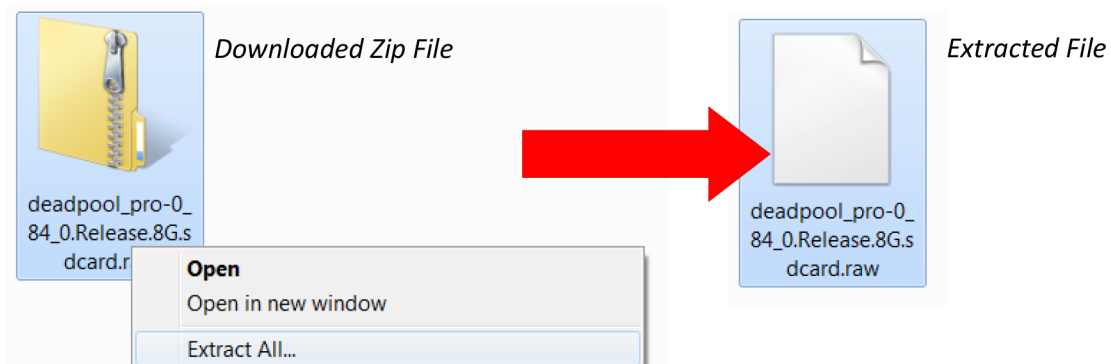 Downloaded Zip File
Extracted File
deadpool_pro-0_
84_0.Release.8G.s
dcard.r
Open
Open in new window
Extract All...
deadpool_pro-0_
84_0.Release.8G.s
dcard.raw